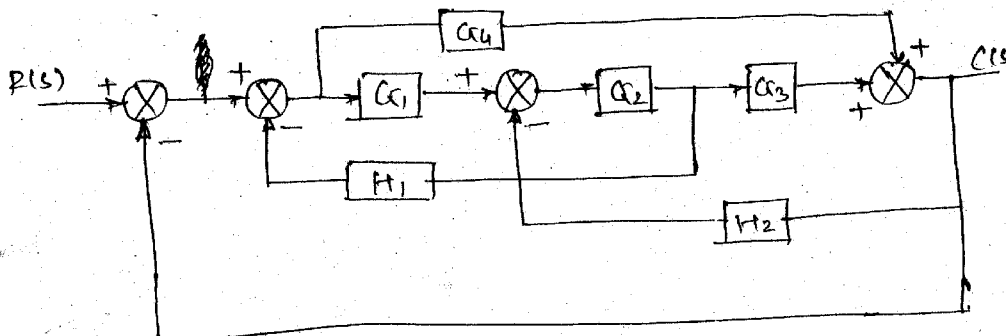 G4
R(s) + + G1 + G2 G3 + + C(s)
− − −
H1
H2